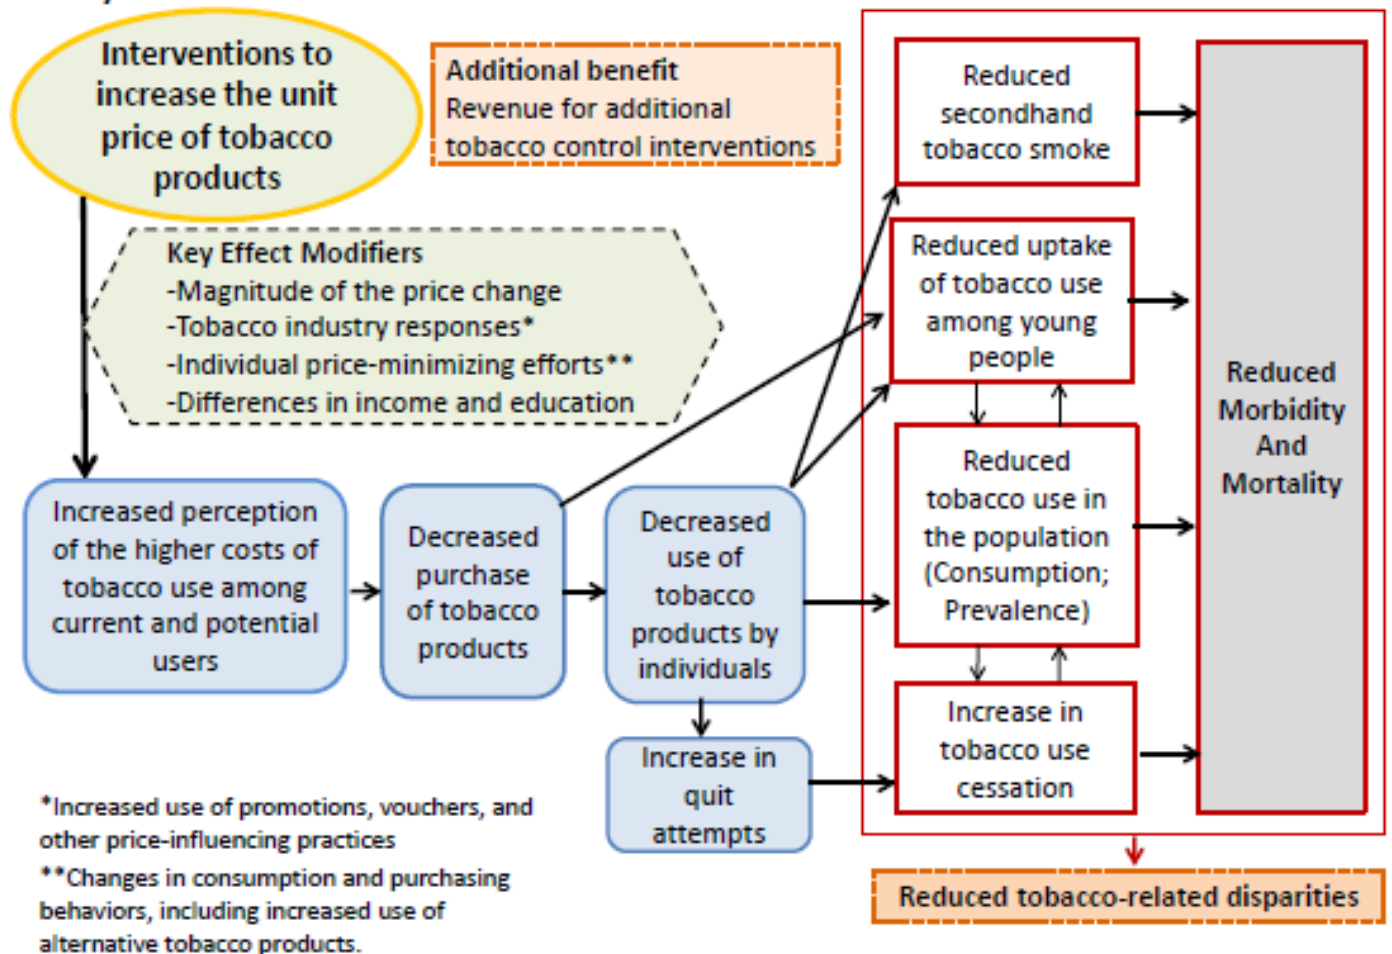 Interventions to
increase the unit
price of tobacco
products
Additional benefit
Revenue for additional
tobacco control interventions
Key Effect Modifiers
-Magnitude of the price change
-Tobacco industry responses*
-Individual price-minimizing efforts**
-Differences in income and education
Increased perception
of the higher costs of
tobacco use among
current and potential
users
Decreased
purchase
of tobacco
products
Decreased
use of
tobacco
products by
individuals
Increase in
quit
attempts
Reduced
secondhand
tobacco smoke
Reduced uptake
of tobacco use
among young
people
Reduced
tobacco use in
the population
(Consumption;
Prevalence)
Increase in
tobacco use
cessation
Reduced
Morbidity
And
Mortality
Reduced tobacco-related disparities
*Increased use of promotions, vouchers, and
other price-influencing practices
**Changes in consumption and purchasing
behaviors, including increased use of
alternative tobacco products.